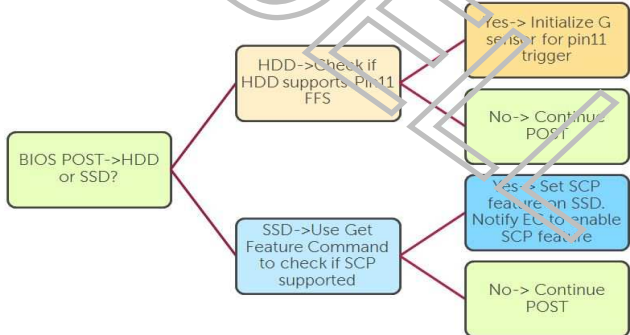 BIOS POST->HDD
or SSD?
HDD->Check if
HDD supports Pin11
FFS
Yes-> Initialize G
sensor for pin11
trigger
No-> Continue
POST
SSD->Use Get
Feature Command
to check if SCP
supported
Yes-> Set SCP
feature on SSD.
Notify EC to enable
SCP feature
No-> Continue
POST